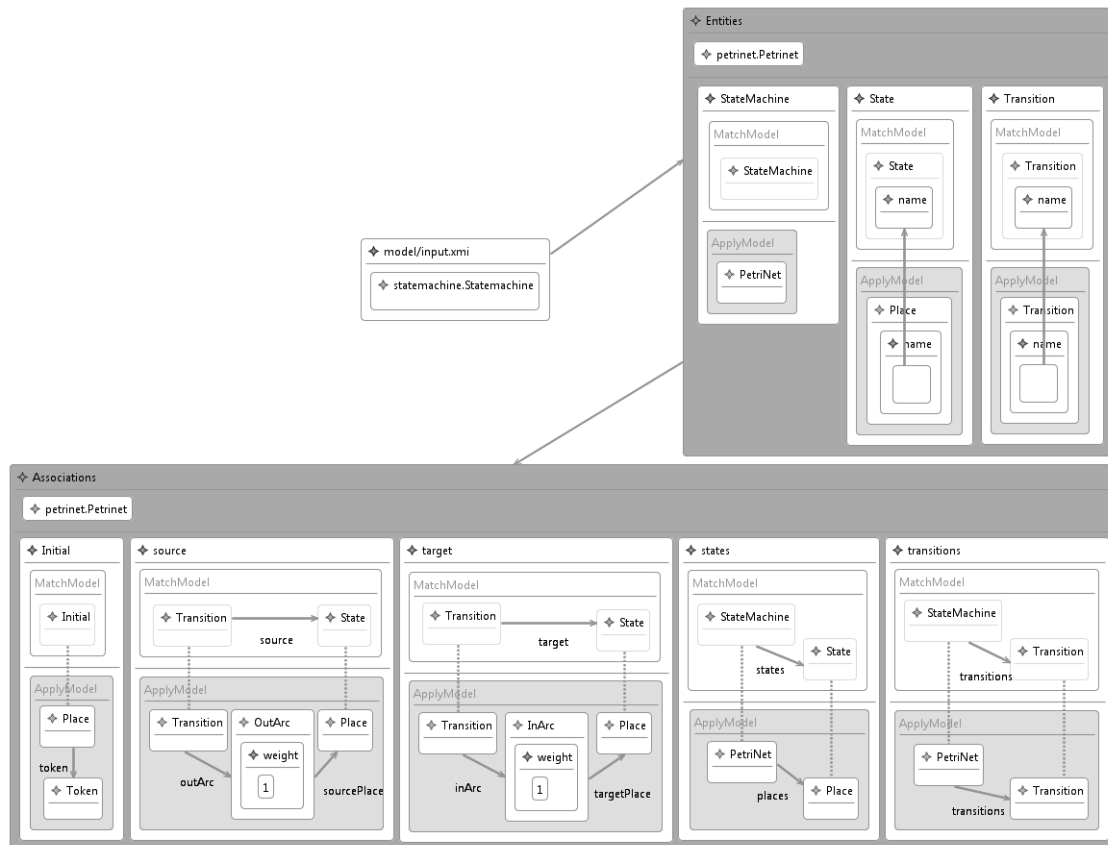 Entities
petrinet.Petrinet
StateMachine
State
Transition
MatchModel
MatchModel
MatchModel
StateMachine
State
Transition
name
name
ApplyModel
ApplyModel
ApplyModel
PetriNet
Place
Transition
name
name
model/input.xmi
statemachine.Statemachine
Associations
petrinet.Petrinet
Initial
source
target
states
transitions
MatchModel
MatchModel
MatchModel
MatchModel
MatchModel
Initial
Transition
State
source
Transition
State
target
StateMachine
State
states
StateMachine
Transition
transitions
ApplyModel
ApplyModel
ApplyModel
ApplyModel
ApplyModel
Place
token
Token
Transition
OutArc
Place
weight
1
outArc
sourcePlace
Transition
InArc
Place
weight
1
inArc
targetPlace
PetriNet
places
Place
PetriNet
transitions
Transition